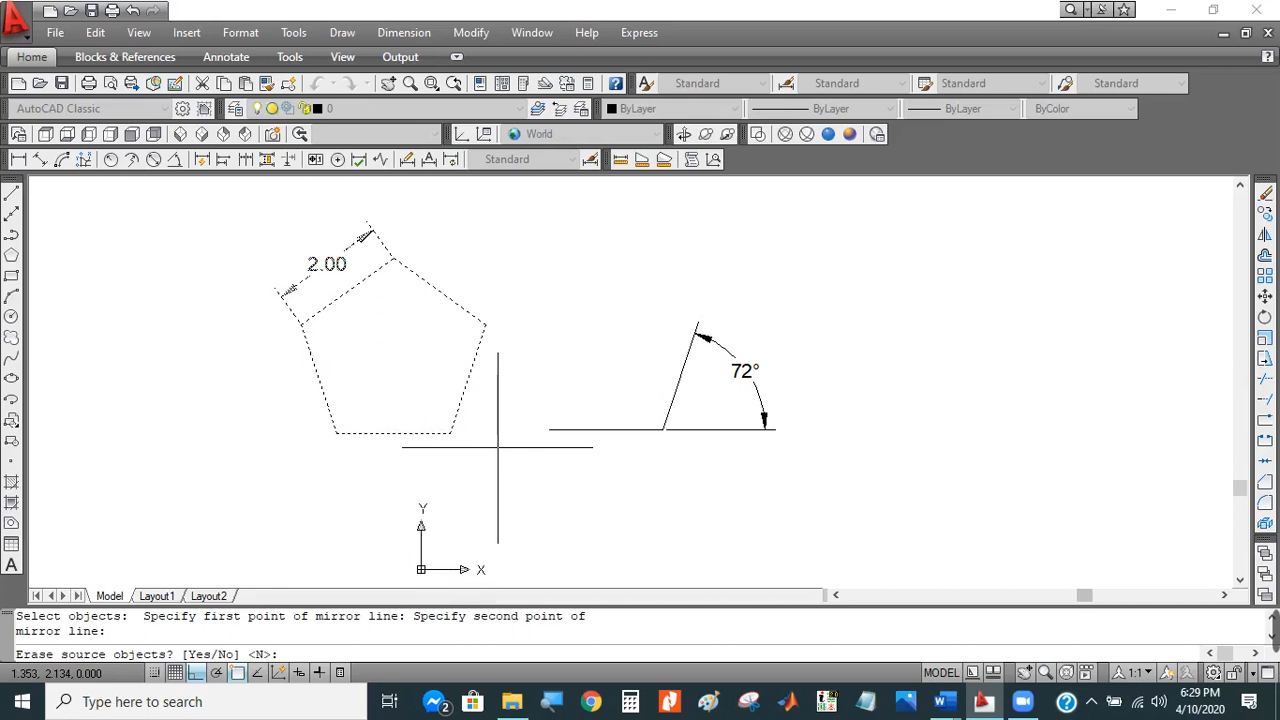 File Edit View Insert Format Tools Draw Dimension Modify Window Help Express
Home Blocks & References Annotate Tools View Output
Standard Standard Standard Standard
AutoCAD Classic 0 ByLayer ByLayer ByLayer ByColor
World
Standard
2.00
72°
Y
X
Model Layout1 Layout2
Select objects: Specify first point of mirror line: Specify second point of
mirror line:
Erase source objects? [Yes/No] <N>:
1.353, 2.134, 0.000 MODEL 1:1
Type here to search
2
6:29 PM
4/10/2020